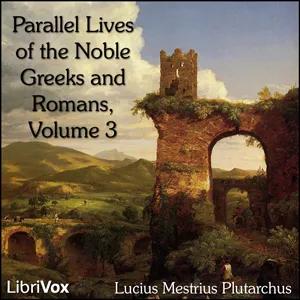 Parallel Lives
of the Noble
Greeks and
Romans,
Volume 3
LibriVox
Lucius Mestrius Plutarchus